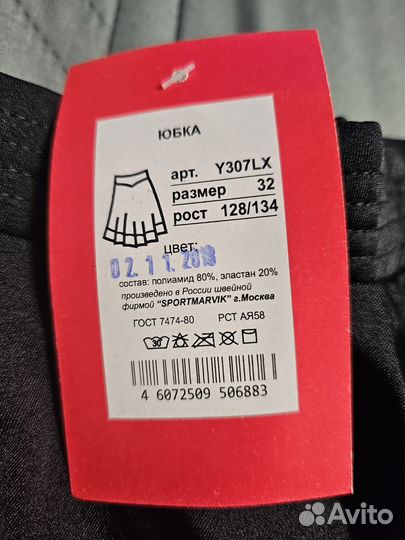 ЮБКА
арт. Y307LX
размер 32
рост 128/134
цвет:
02.11.2019
состав: полиамид 80%, эластан 20%
произведено в России швейной
фирмой "SPORTMARVIK" г.Москва
ГОСТ 7474-80 РСТ АЯ58
30
4 6072509 506883
Avito